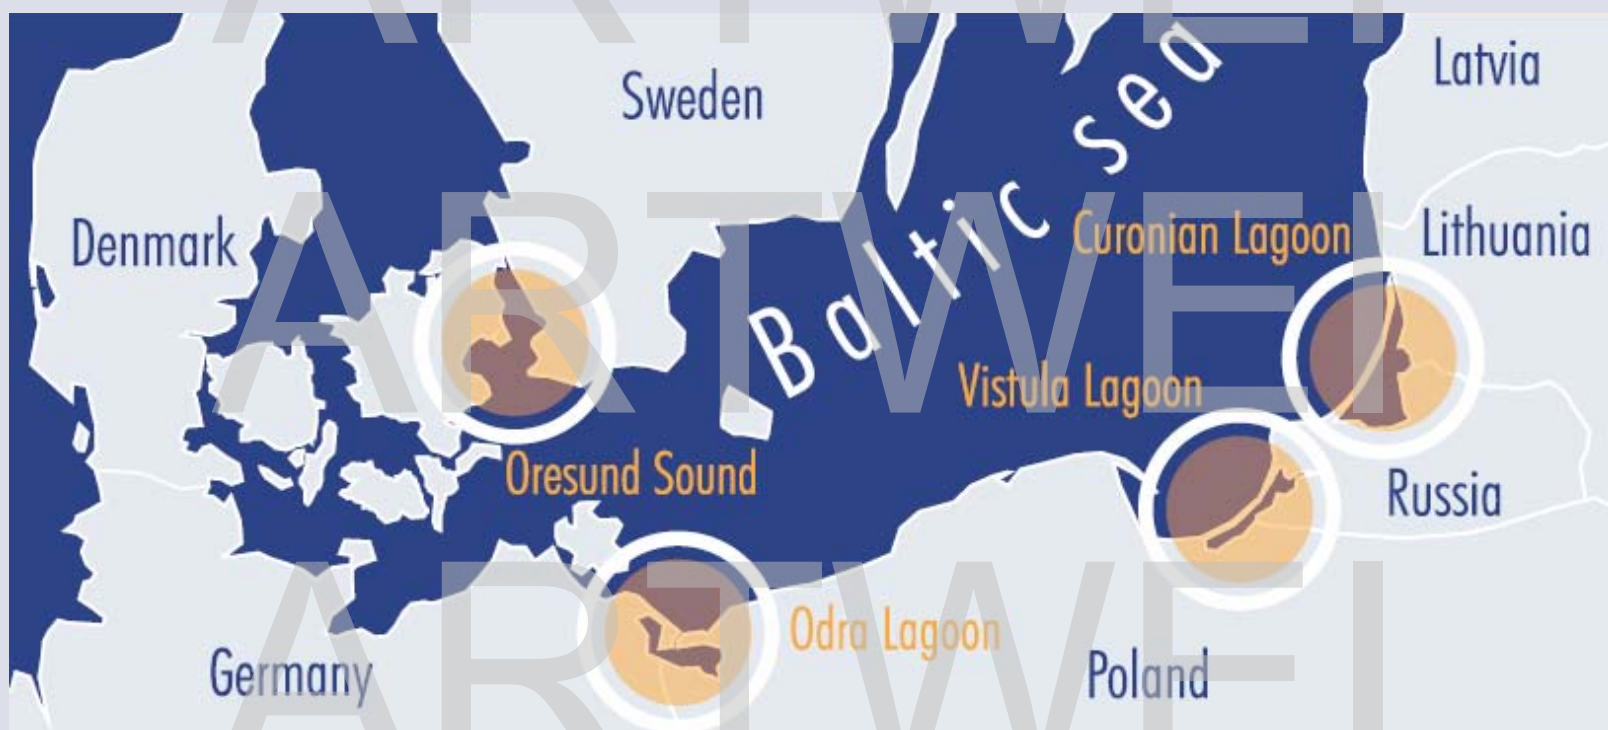 ARTWEI
Latvia
Sweden
Baltic sea
ARTWEI
Denmark
Curonian Lagoon
Lithuania
Vistula Lagoon
Oresund Sound
Russia
ARTWEI
Odra Lagoon
Germany
Poland